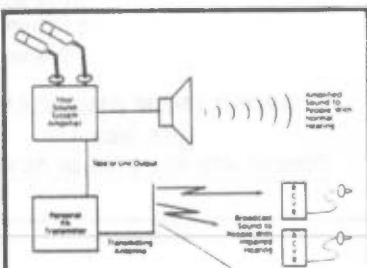 Your
Sound
System
Amplifier
Amplified
Sound to
People With
Normal
Hearing
Tape or Line Output
Personal
PA
Transmitter
Transmitting
Antenna
Broadcast
Sound to
People With
Impaired
Hearing
R
C
V
R
R
C
V
R